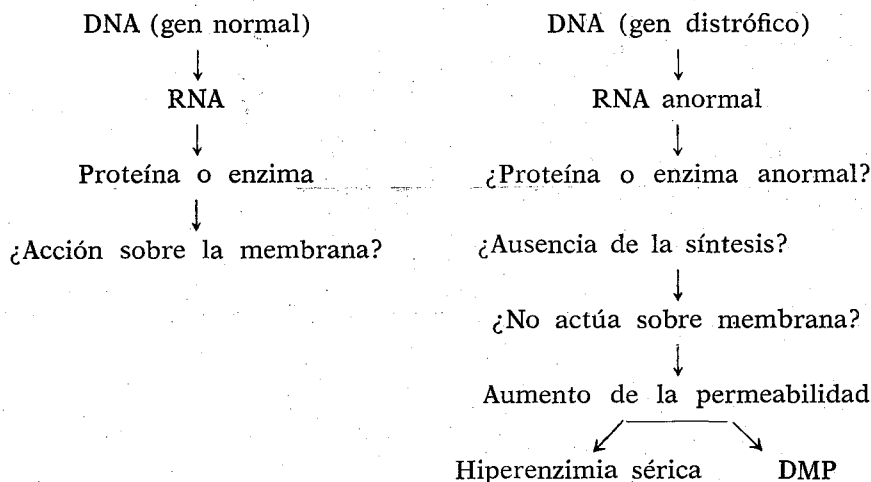 DNA (gen normal)
RNA
Proteína o enzima
¿Acción sobre la membrana?
DNA (gen distrófico)
RNA anormal
¿Proteína o enzima anormal?
¿Ausencia de la síntesis?
¿No actúa sobre membrana?
Aumento de la permeabilidad
Hiperenzimia sérica
DMP